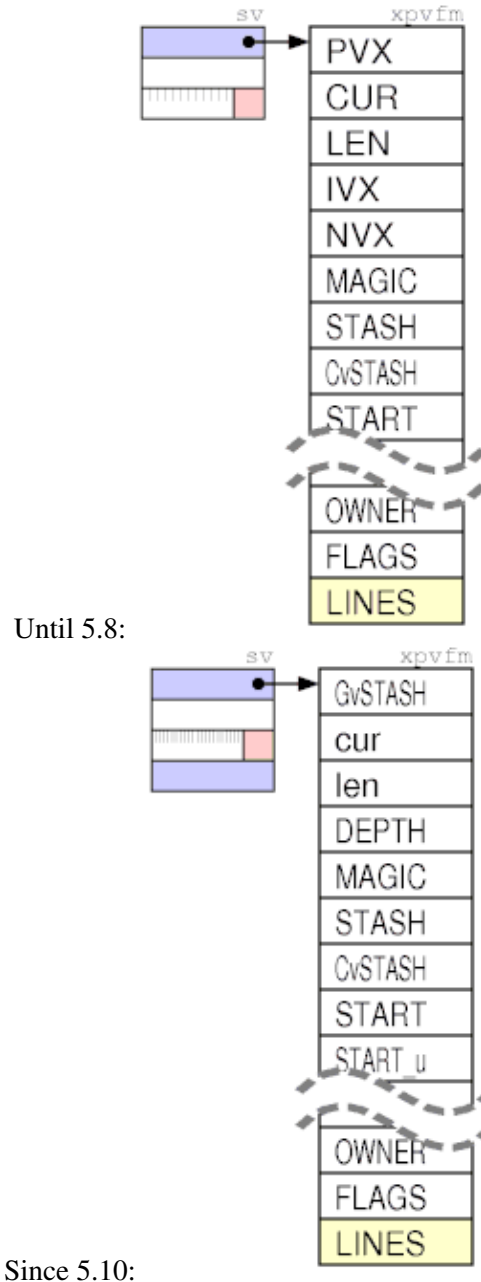 sv xpvfm
PVX
CUR
LEN
IVX
NVX
MAGIC
STASH
CvSTASH
START
OWNER
FLAGS
LINES
Until 5.8:
sv xpvfm
GvSTASH
cur
len
DEPTH
MAGIC
STASH
CvSTASH
START
START_u
OWNER
FLAGS
LINES
Since 5.10: